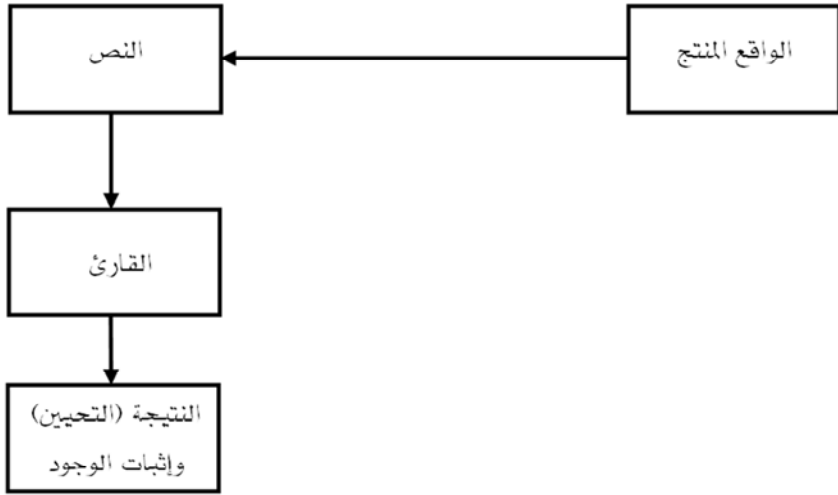 الواقع المنتج
النص
القارئ
النتيجة (التحيين)
وإثبات الوجود